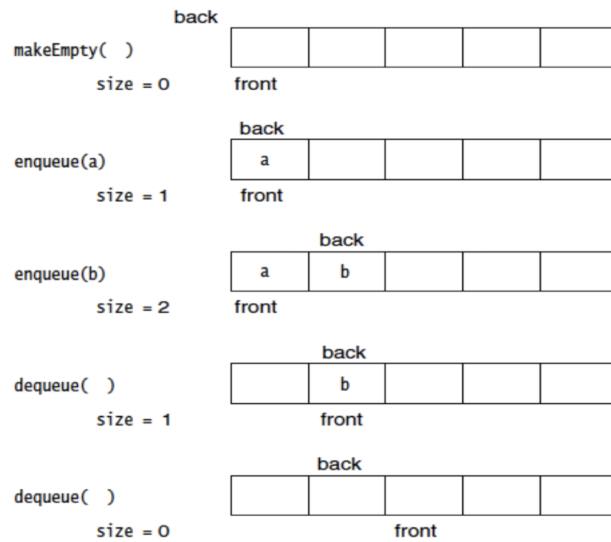 back
makeEmpty( )
size = 0 front
back
enqueue(a) a
size = 1 front
back
enqueue(b) a b
size = 2 front
back
dequeue( ) b
size = 1 front
back
dequeue( )
size = 0 front